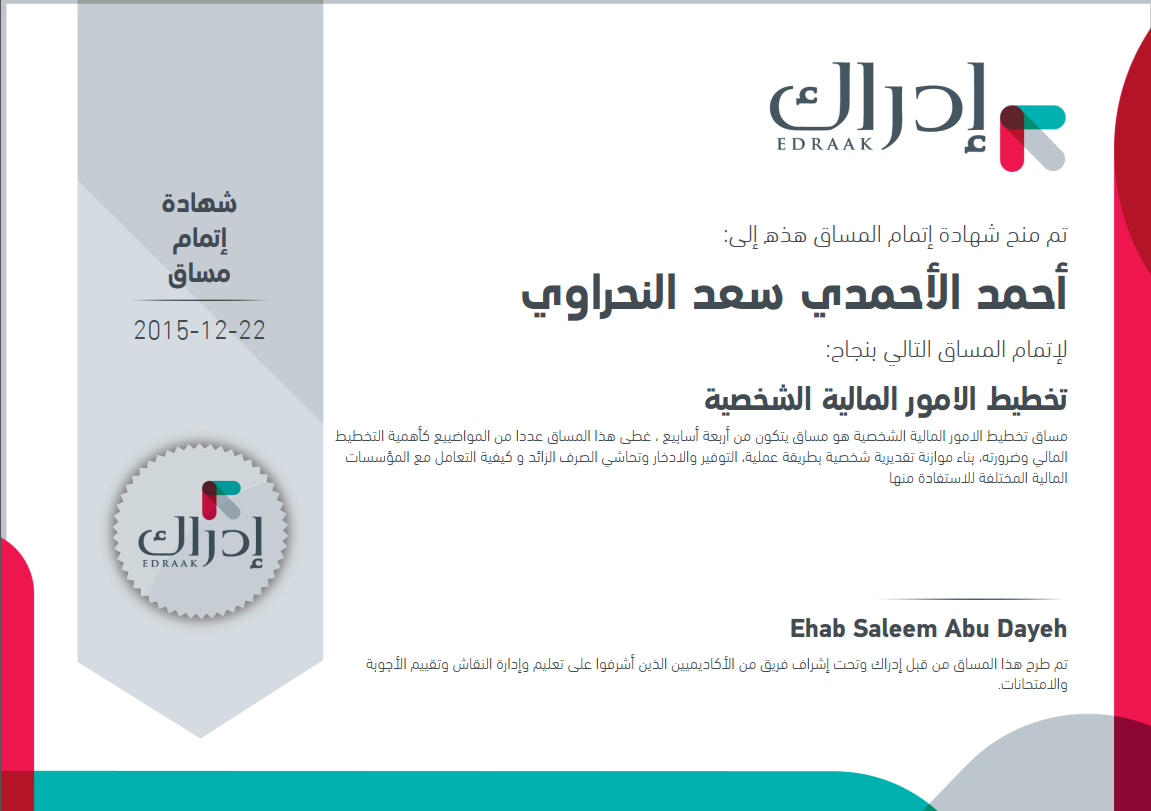 إدراك
EDRAAK
شهادة
إتمام
مساق
2015-12-22
إدراك
EDRAAK
تم منح شهادة إتمام المساق هذه إلى:
أحمد الأحمدي سعد النحراوي
لإتمام المساق التالي بنجاح:
تخطيط الامور المالية الشخصية
مساق تخطيط الامور المالية الشخصية هو مساق يتكون من أربعة أسابيع ، غطى هذا المساق عددا من المواضييع كأهمية التخطيط
المالي وضرورته، بناء موازنة تقديرية شخصية بطريقة عملية، التوفير والادخار وتحاشي الصرف الزائد و كيفية التعامل مع المؤسسات
المالية المختلفة للاستفادة منها
Ehab Saleem Abu Dayeh
تم طرح هذا المساق من قبل إدراك وتحت إشراف فريق من الأكاديميين الذين أشرفوا على تعليم وإدارة النقاش وتقييم الأجوبة
والامتحانات.